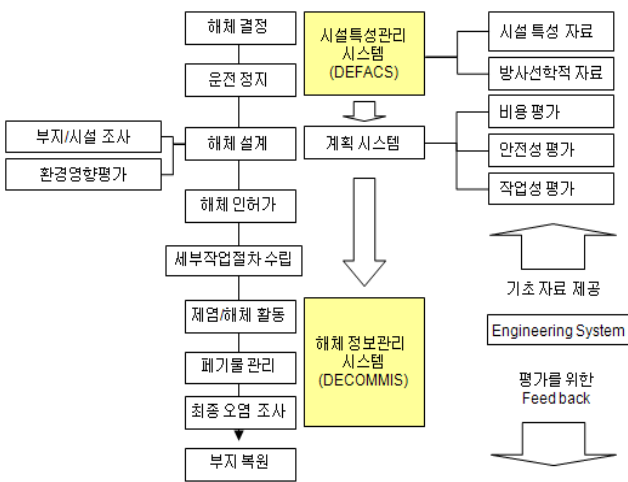 해체 결정
운전 정지
부지/시설 조사
환경영향평가
해체 설계
해체 인허가
세부작업절차 수립
제염/해체 활동
폐기물 관리
최종 오염 조사
부지 복원
시설특성관리
시스템
(DEFACS)
계획 시스템
해체 정보관리
시스템
(DECOMMIS)
시설 특성 자료
방사선학적 자료
비용 평가
안전성 평가
작업성 평가
기초 자료 제공
Engineering System
평가를 위한
Feed back